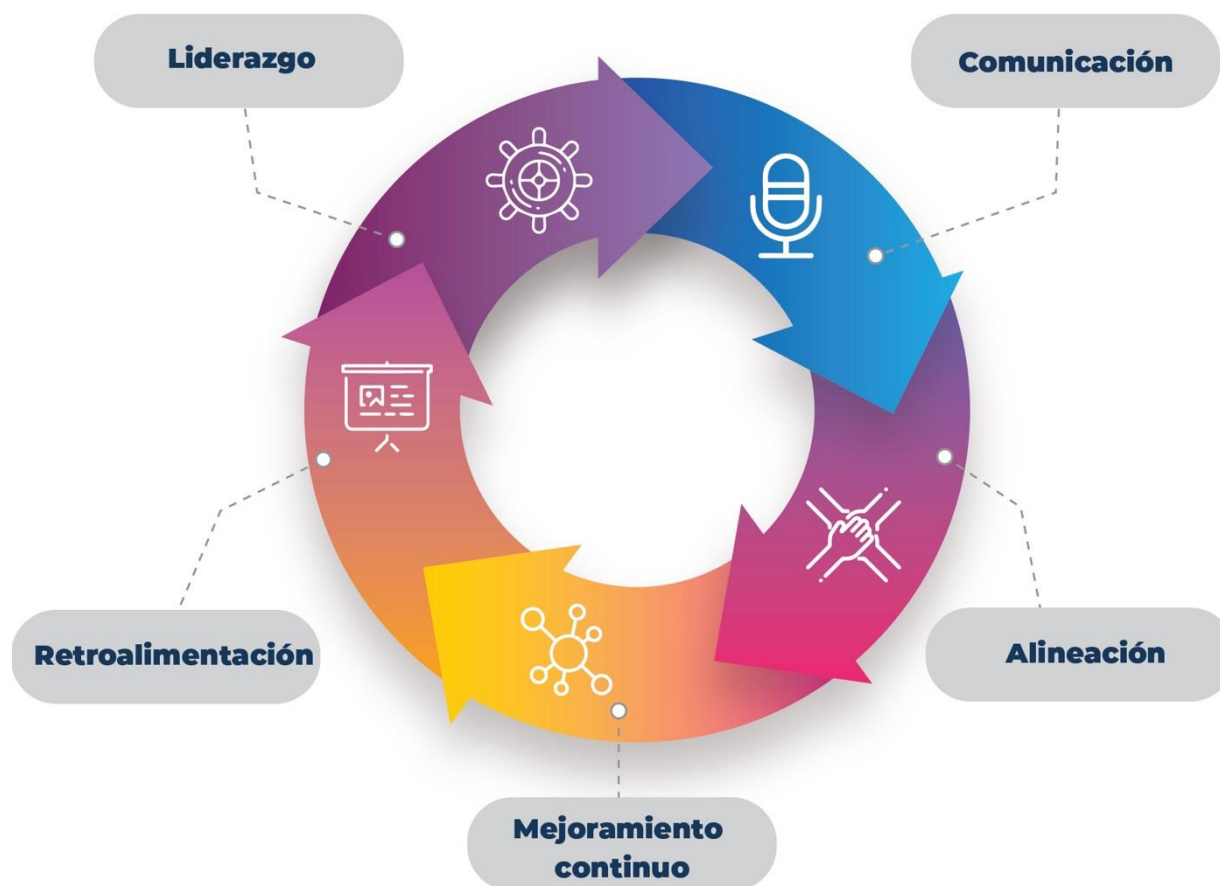 Liderazgo
Comunicación
Retroalimentación
Alineación
Mejoramiento
continuo